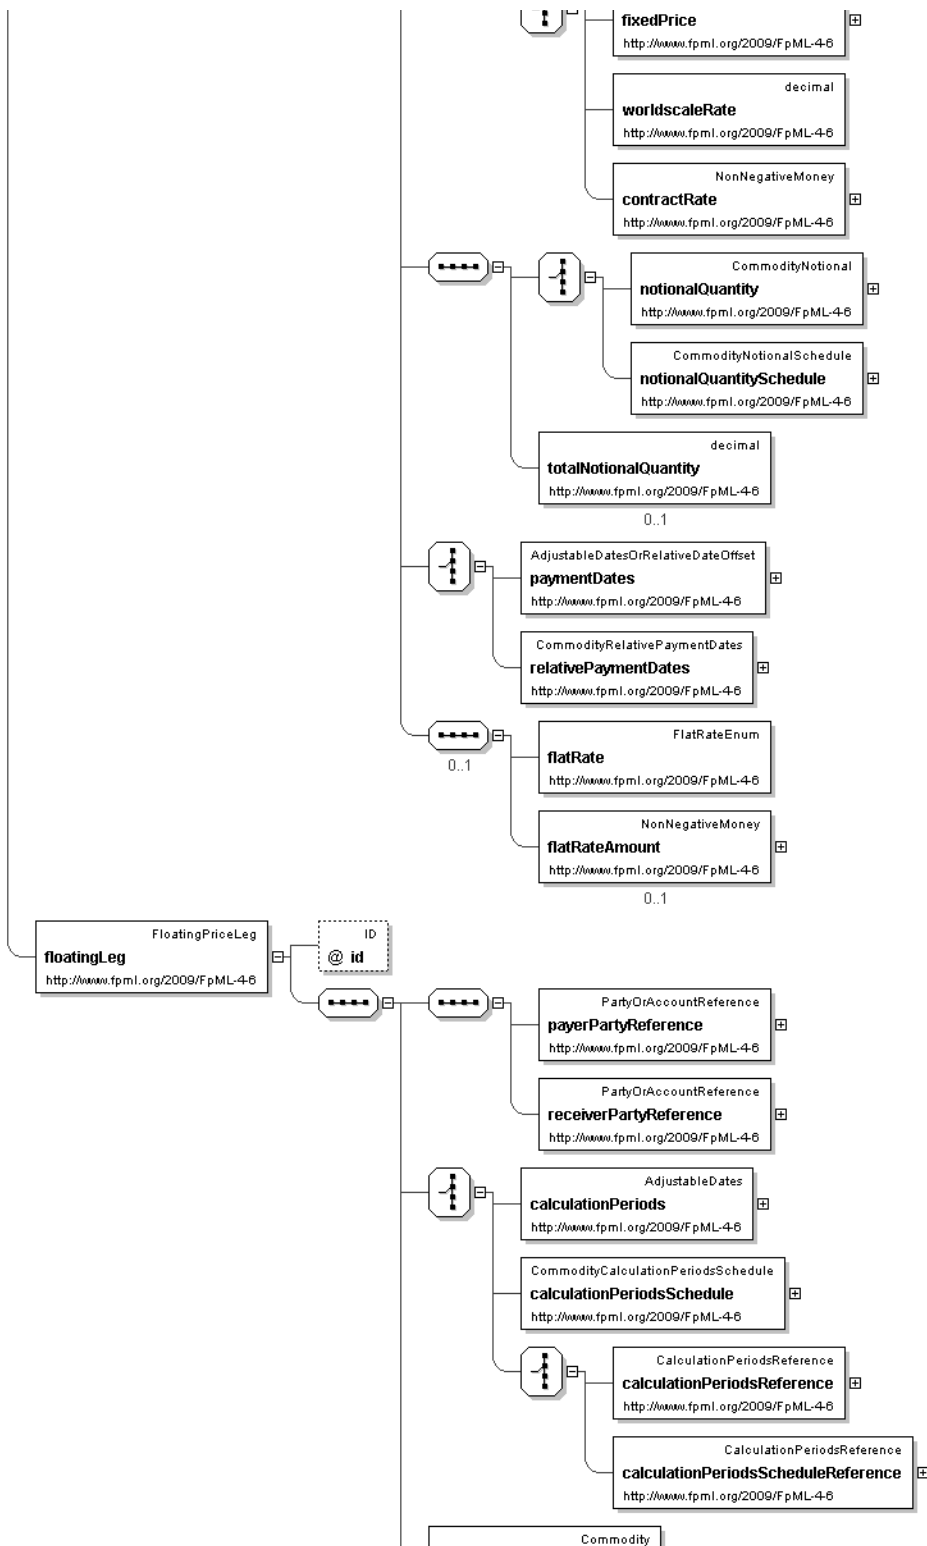 fixedPrice
http://www.fpml.org/2009/FpML-4-6
decimal
worldscaleRate
http://www.fpml.org/2009/FpML-4-6
NonNegativeMoney
contractRate
http://www.fpml.org/2009/FpML-4-6
CommodityNotional
notionalQuantity
http://www.fpml.org/2009/FpML-4-6
CommodityNotionalSchedule
notionalQuantitySchedule
http://www.fpml.org/2009/FpML-4-6
decimal
totalNotionalQuantity
http://www.fpml.org/2009/FpML-4-6
0..1
AdjustableDatesOrRelativeDateOffset
paymentDates
http://www.fpml.org/2009/FpML-4-6
CommodityRelativePaymentDates
relativePaymentDates
http://www.fpml.org/2009/FpML-4-6
0..1
FlatRateEnum
flatRate
http://www.fpml.org/2009/FpML-4-6
NonNegativeMoney
flatRateAmount
http://www.fpml.org/2009/FpML-4-6
0..1
FloatingPriceLeg
floatingLeg
http://www.fpml.org/2009/FpML-4-6
ID
@ id
PartyOrAccountReference
payerPartyReference
http://www.fpml.org/2009/FpML-4-6
PartyOrAccountReference
receiverPartyReference
http://www.fpml.org/2009/FpML-4-6
AdjustableDates
calculationPeriods
http://www.fpml.org/2009/FpML-4-6
CommodityCalculationPeriodsSchedule
calculationPeriodsSchedule
http://www.fpml.org/2009/FpML-4-6
CalculationPeriodsReference
calculationPeriodsReference
http://www.fpml.org/2009/FpML-4-6
CalculationPeriodsReference
calculationPeriodsScheduleReference
http://www.fpml.org/2009/FpML-4-6
Commodity